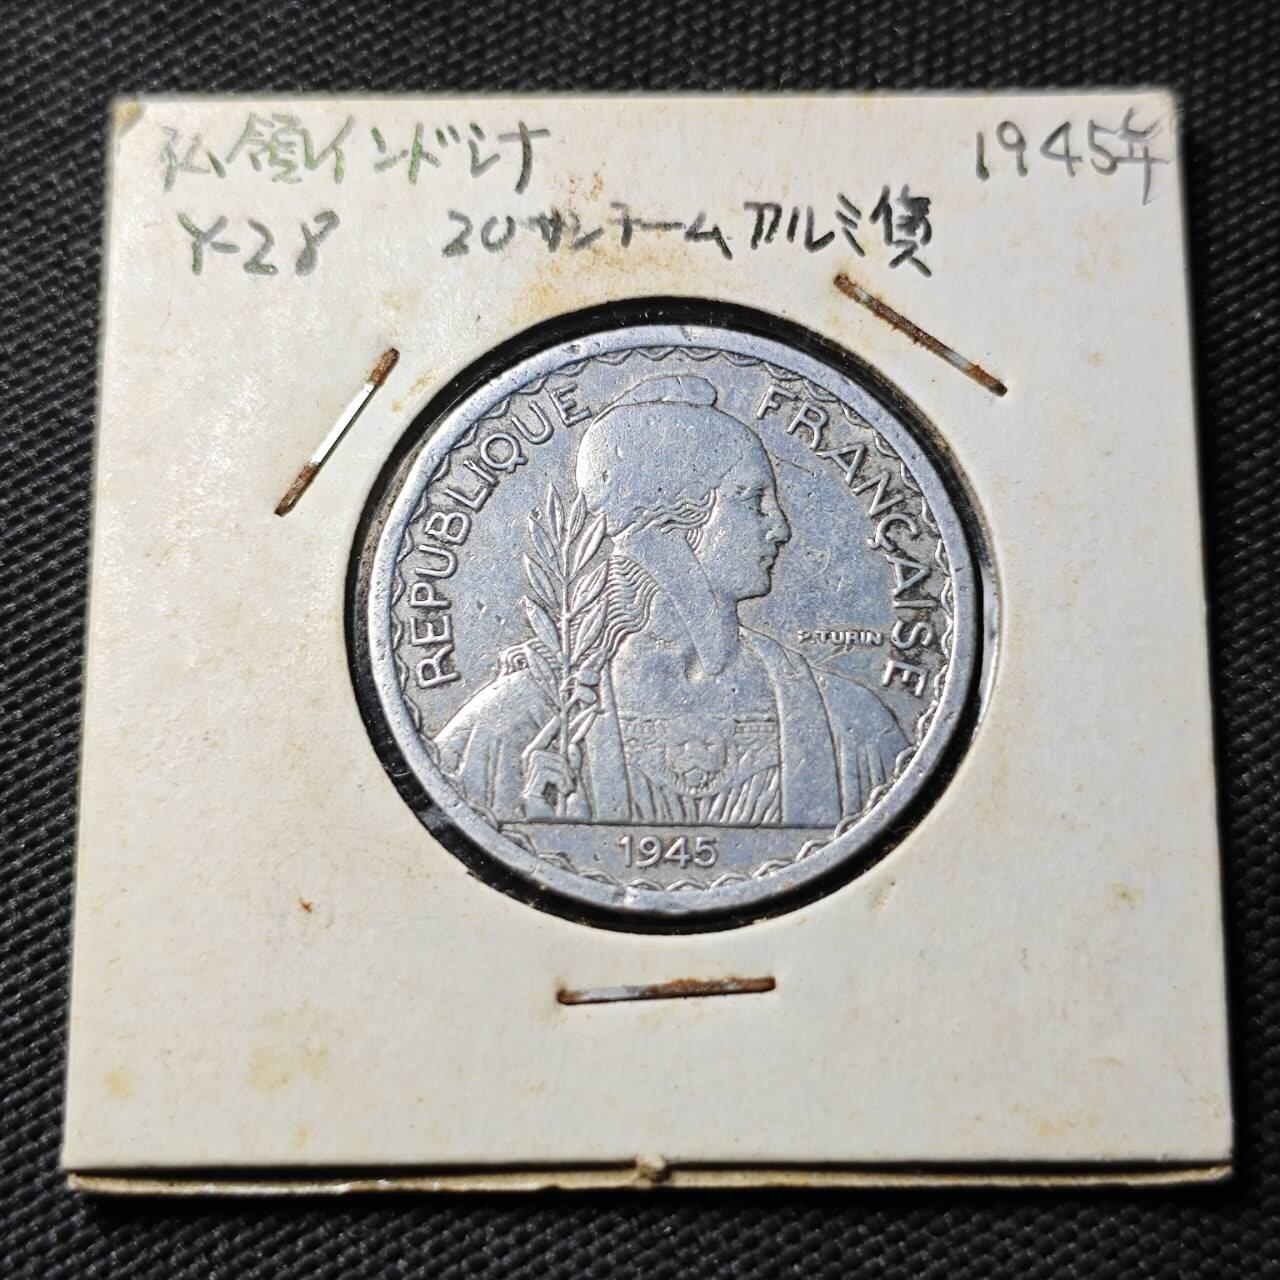 仏領インドシナ 1945年
Y-28 20サンチーム アルミ貨
REPUBLIQUE FRANÇAISE
P.TURIN
1945